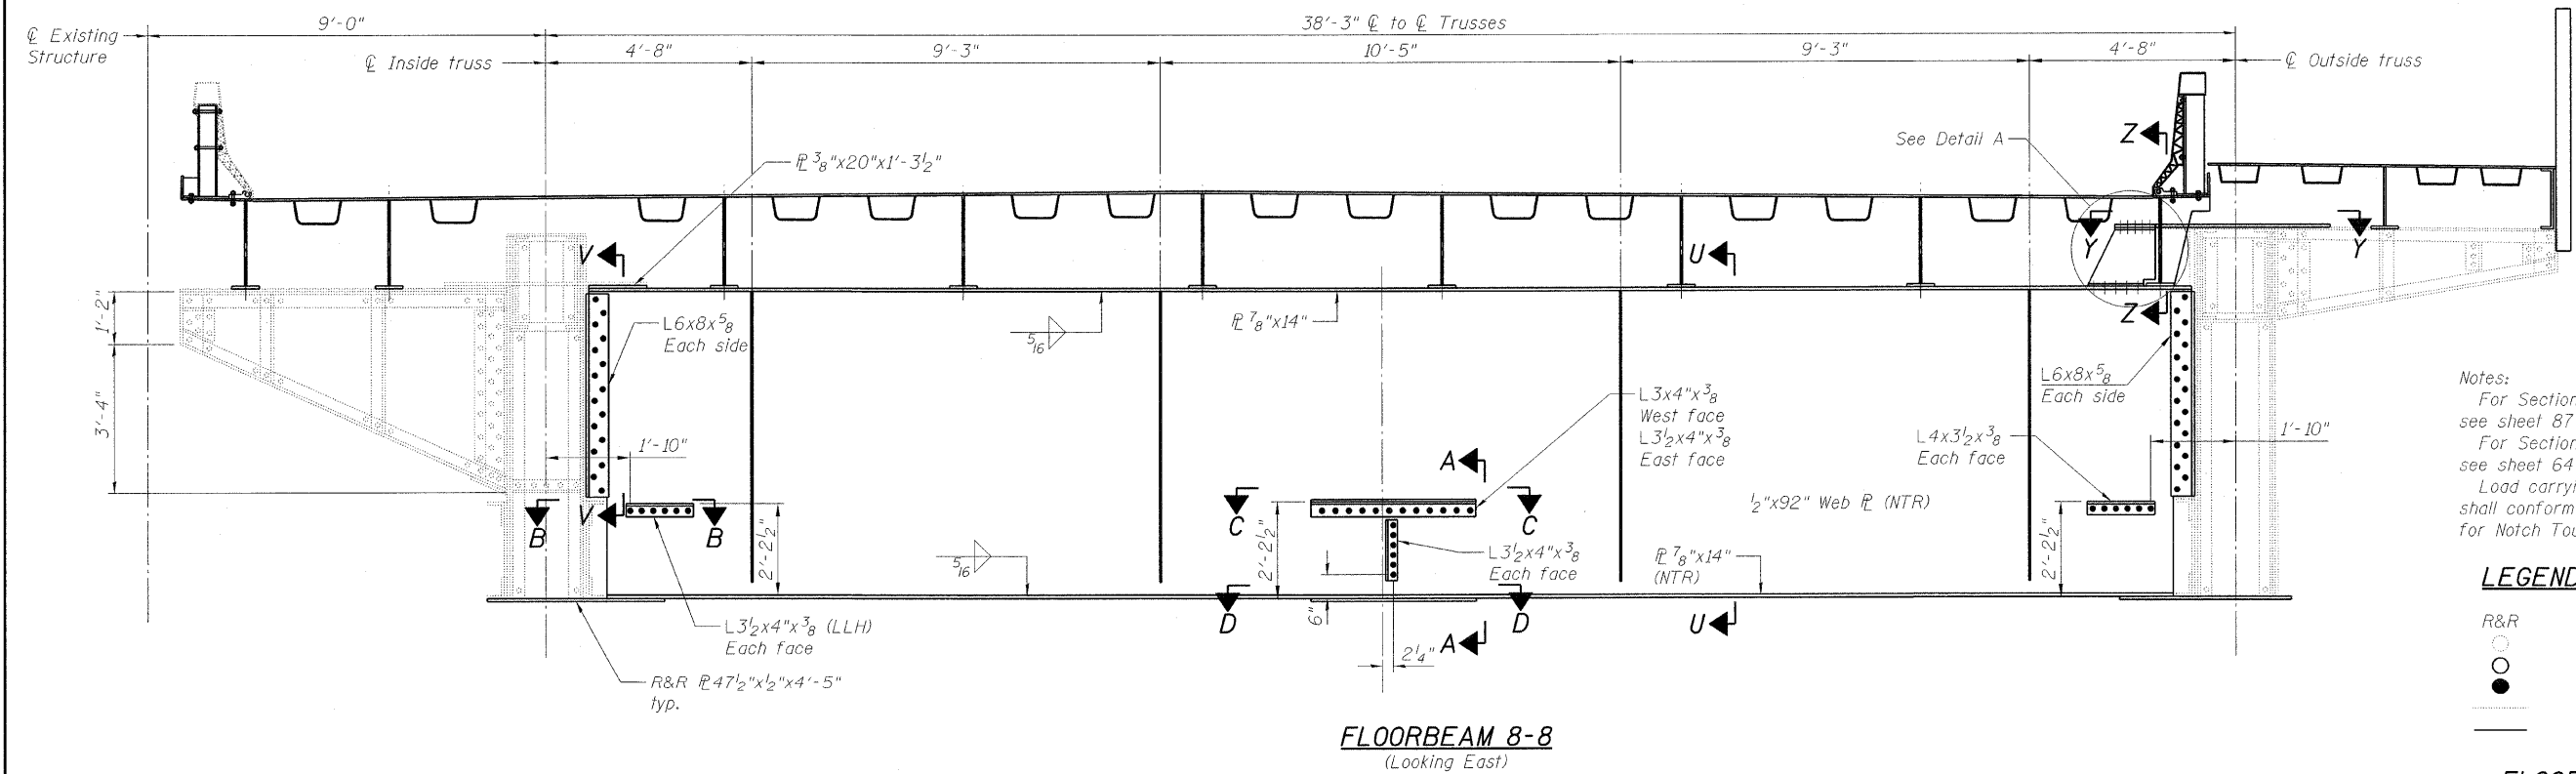 ℄ Existing
Structure
9'-0"
38'-3" ℄ to ℄ Trusses
℄ Inside truss
4'-8"
9'-3"
10'-5"
9'-3"
4'-8"
℄ Outside truss
See Detail A
Z
℞ 3/8"x20"x1'-3 1/2"
V
U
Y
Y
1'-2"
L6x8x5/8
Each side
5/16
℞ 7/8"x14"
Z
3'-4"
L6x8x5/8
Each side
L3x4"x3/8
West face
L3 1/2x4"x3/8
East face
L4x3 1/2x3/8
Each face
1'-10"
1'-10"
A
B
V
B
C
C
1/2"x92" Web ℞ (NTR)
2'-2 1/2"
5/16
2'-2 1/2"
L3 1/2x4"x3/8
Each face
℞ 7/8"x14"
(NTR)
2'-2 1/2"
6"
D
D
U
A
2 1/4"
L3 1/2x4"x3/8 (LLH)
Each face
R&R ℞ 47 1/2"x1/2"x4'-5"
typ.
FLOORBEAM 8-8
(Looking East)
Notes:
For Section
see sheet 87
For Section
see sheet 64
Load carryi
shall conform
for Notch Tou
LEGEND
R&R